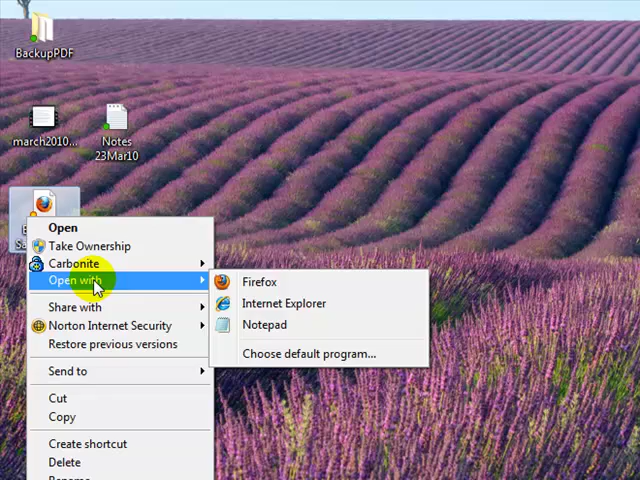 BackupPDF
march2010...
Notes
23Mar10
Open
Take Ownership
Carbonite
Open with
Share with
Norton Internet Security
Restore previous versions
Send to
Cut
Copy
Create shortcut
Delete
Rename
Firefox
Internet Explorer
Notepad
Choose default program...